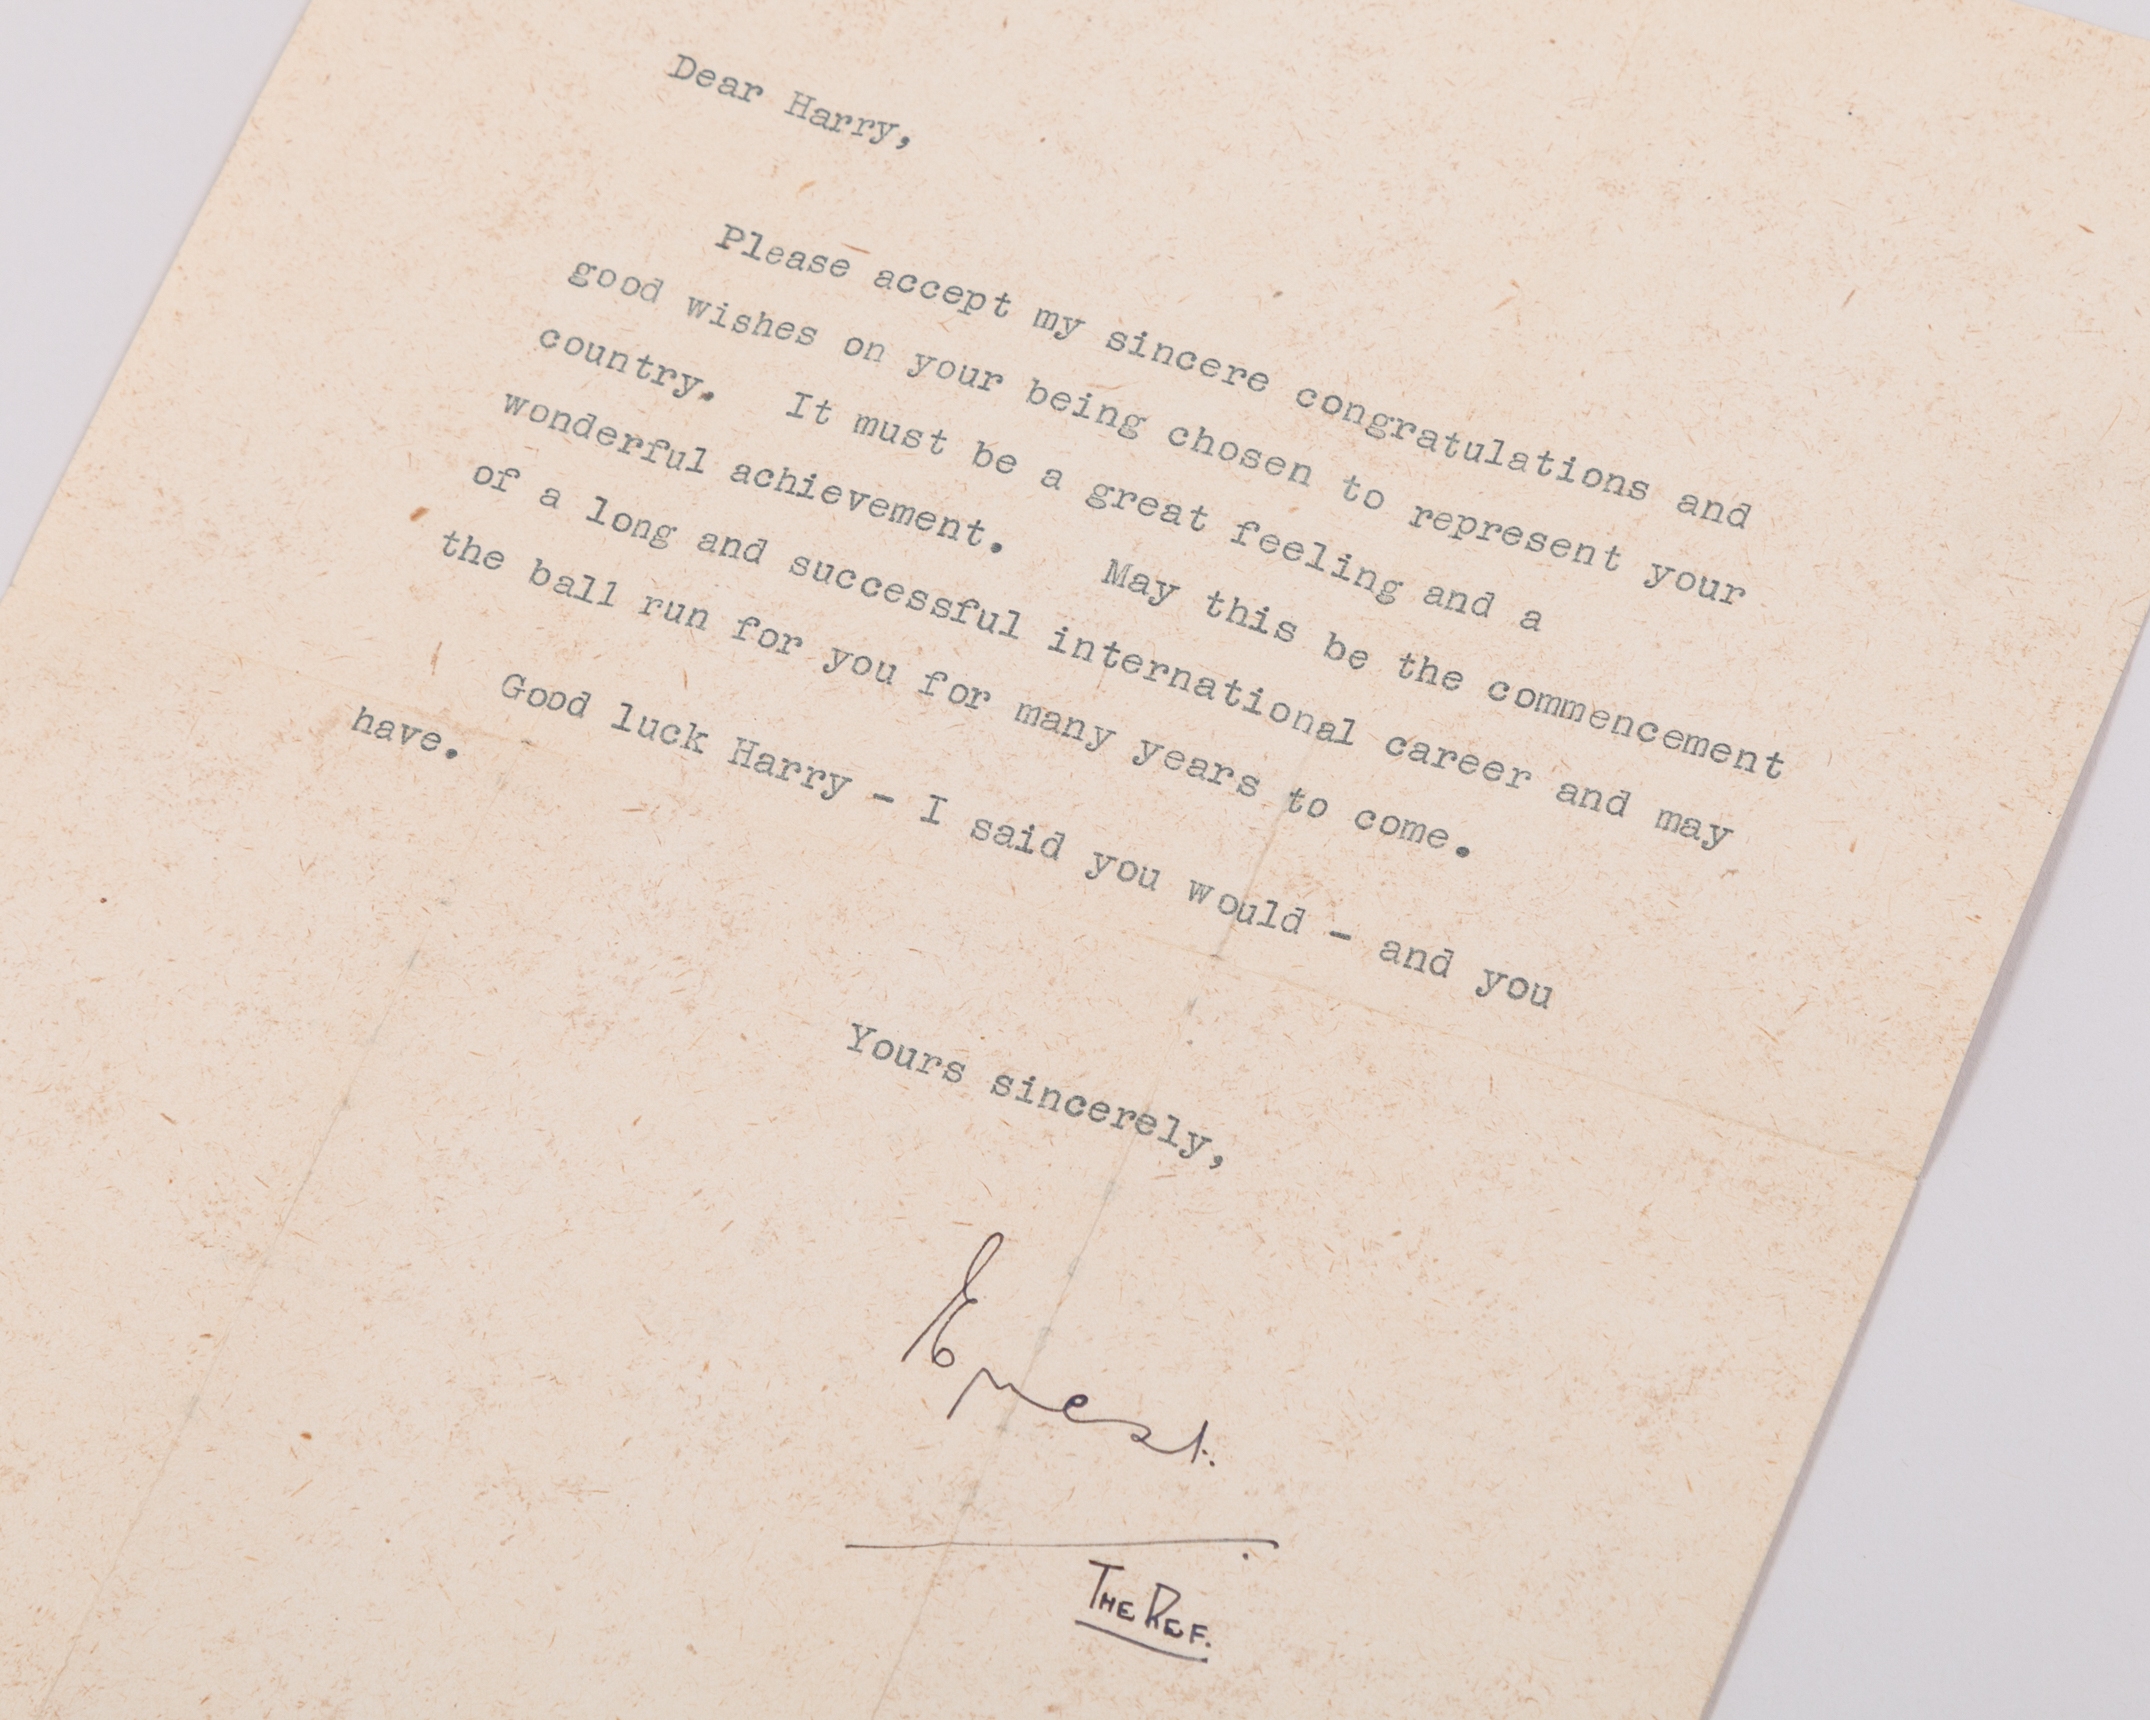 Dear Harry,
Please accept my sincere congratulations and
good wishes on your being chosen to represent your
country. It must be a great feeling and a
wonderful achievement. May this be the commencement
of a long and successful international career and may
the ball run for you for many years to come.
Good luck Harry - I said you would - and you
have.
Yours sincerely,
Ernest.
THE REF.